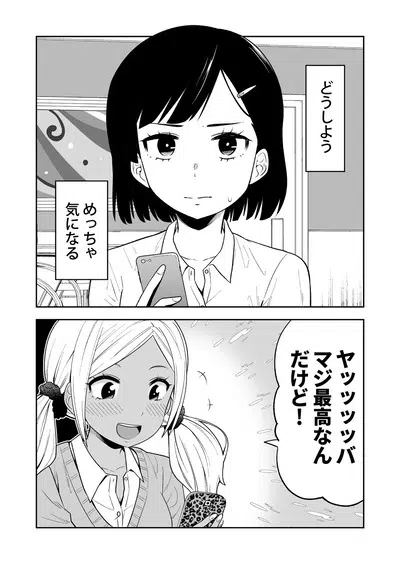 どうしよう
めっちゃ
気になる
ヤッッッッバ
マジ最高なん
だけど！